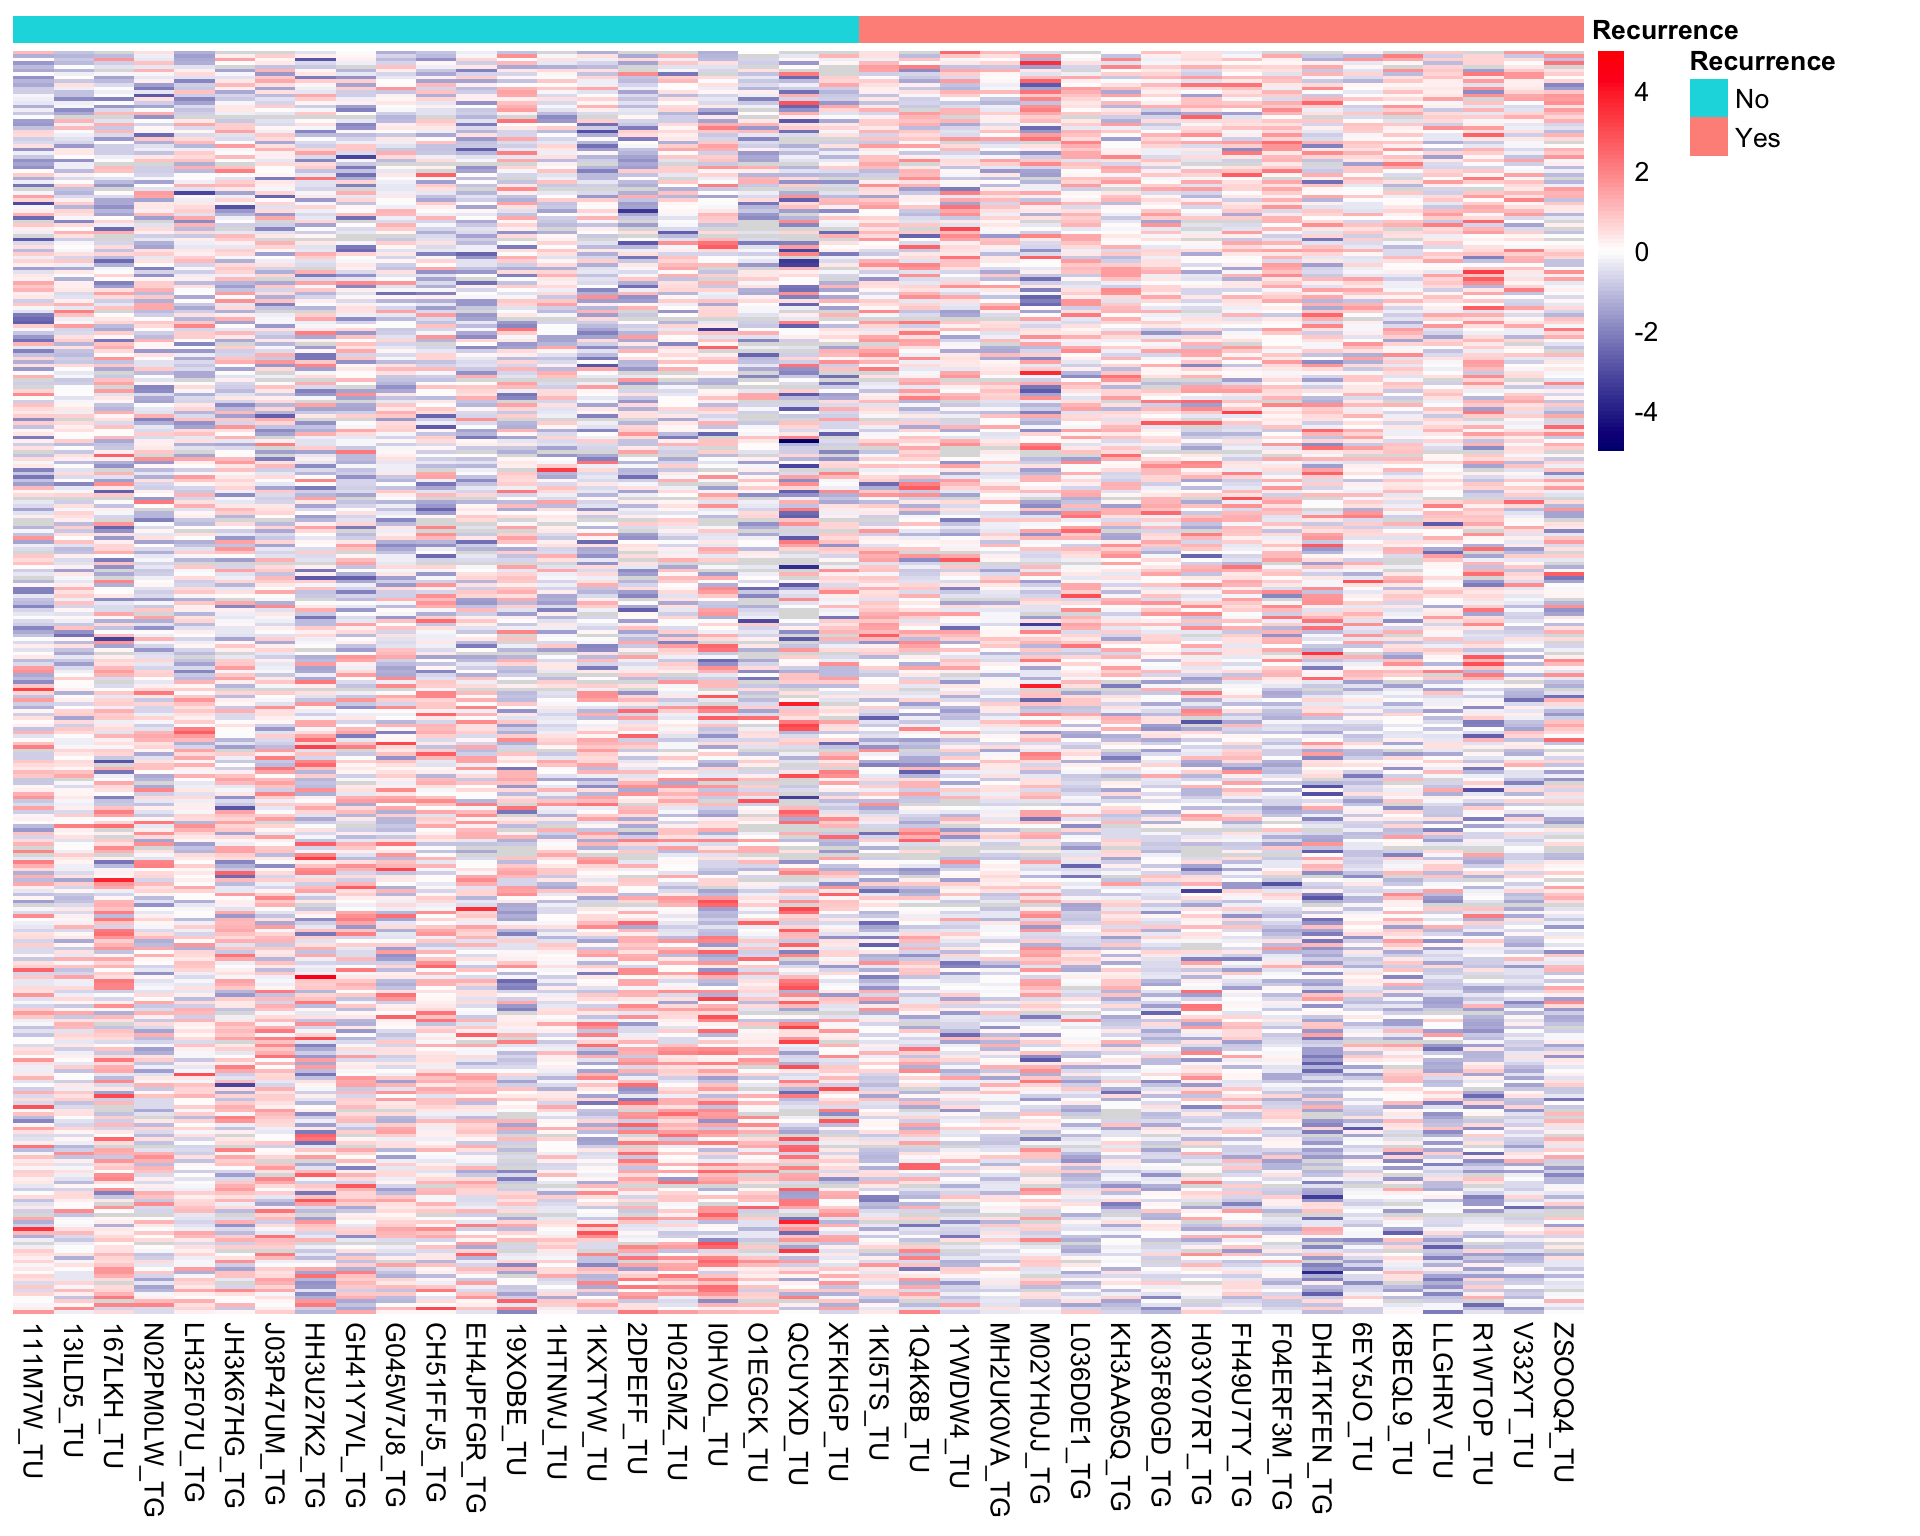 Recurrence
Recurrence
No
Yes
4
2
0
-2
-4
111M7W_TU
13ILD5_TU
167LKH_TU
N02PM0LW_TG
LH32F07U_TG
JH3K67HG_TG
J03P47UM_TG
HH3U27K2_TG
GH41Y7VL_TG
G045W7J8_TG
CH51FFJ5_TG
EH4JPFGR_TG
19XOBE_TU
1HTNWJ_TU
1KXTYW_TU
2DPEFF_TU
H02GMZ_TU
I0HVOL_TU
O1EGCK_TU
QCUYXD_TU
XFKHGP_TU
1KI5TS_TU
1Q4K8B_TU
1YWDW4_TU
MH2UK0VA_TG
M02YH0JJ_TG
L036D0E1_TG
KH3AA05Q_TG
K03F80GD_TG
H03Y07RT_TG
FH49U7TY_TG
F04ERF3M_TG
DH4TKFEN_TG
6EY5JO_TU
KBEQL9_TU
LLGHRV_TU
R1WTOP_TU
V332YT_TU
ZSOOQ4_TU